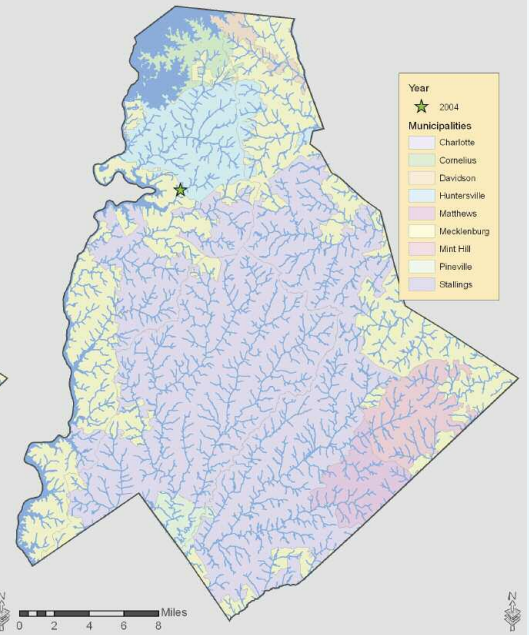 Year
2004
Municipalities
Charlotte
Cornelius
Davidson
Huntersville
Matthews
Mecklenburg
Mint Hill
Pineville
Stallings
N
N
Miles
0 2 4 6 8